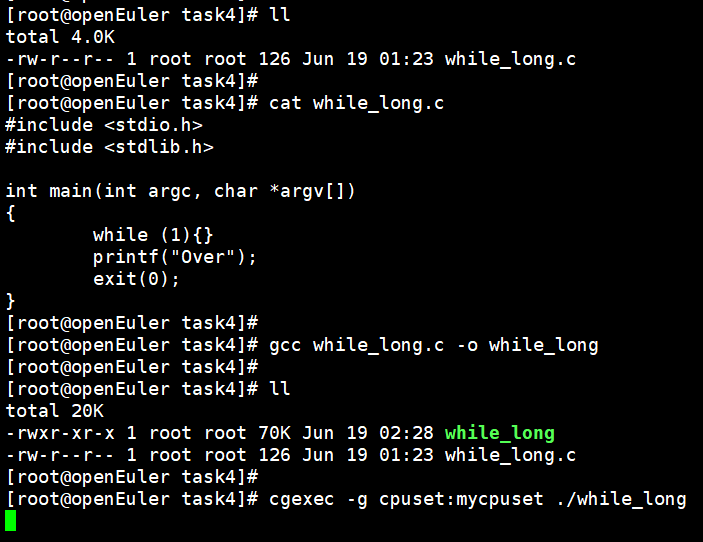 [root@openEuler task4]# ll
total 4.0K
-rw-r--r-- 1 root root 126 Jun 19 01:23 while_long.c
[root@openEuler task4]#
[root@openEuler task4]# cat while_long.c
#include <stdio.h>
#include <stdlib.h>

int main(int argc, char *argv[])
{
        while (1){}
        printf("Over");
        exit(0);
}
[root@openEuler task4]#
[root@openEuler task4]# gcc while_long.c -o while_long
[root@openEuler task4]#
[root@openEuler task4]# ll
total 20K
-rwxr-xr-x 1 root root 70K Jun 19 02:28 while_long
-rw-r--r-- 1 root root 126 Jun 19 01:23 while_long.c
[root@openEuler task4]#
[root@openEuler task4]# cgexec -g cpuset:mycpuset ./while_long